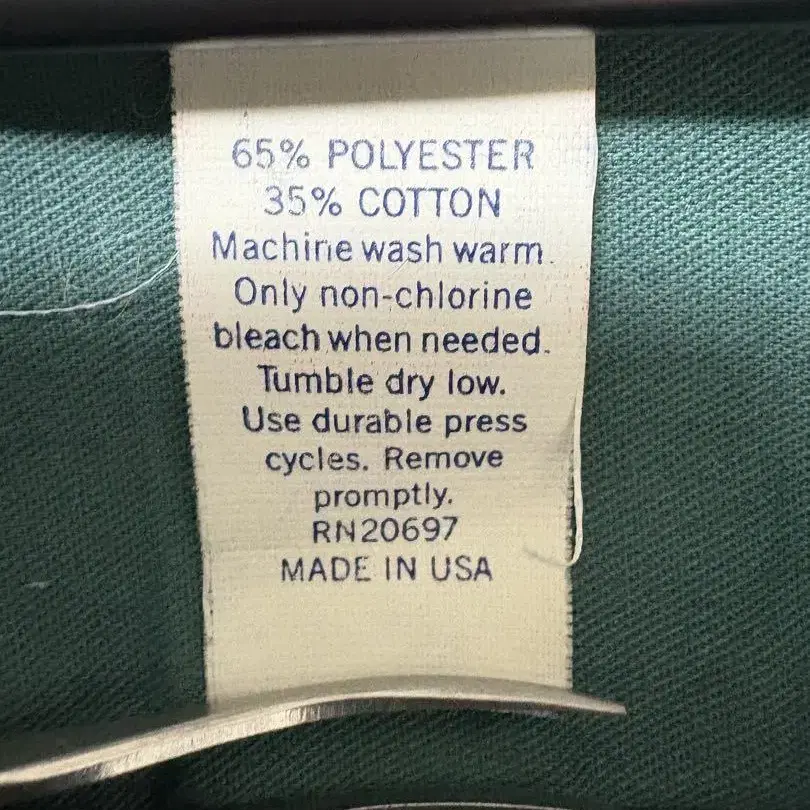 65% POLYESTER
35% COTTON
Machine wash warm.
Only non-chlorine
bleach when needed.
Tumble dry low.
Use durable press
cycles. Remove
promptly.
RN20697
MADE IN USA